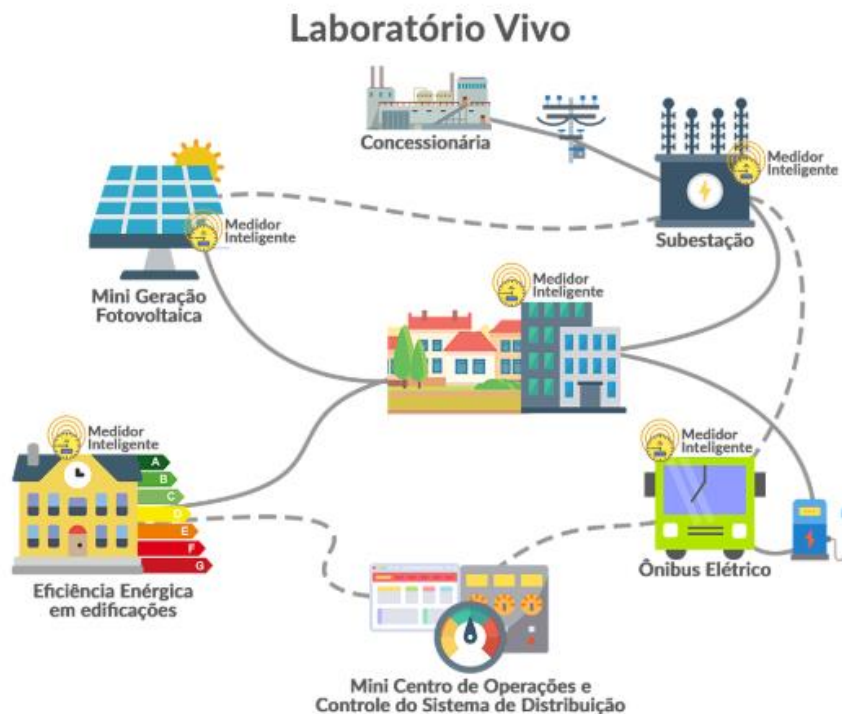 Laboratório Vivo
Concessionária
Medidor
Inteligente
Subestação
Medidor
Inteligente
Mini Geração
Fotovoltaica
Medidor
Inteligente
Medidor
Inteligente
A
B
C
D
E
F
G
Eficiência Enérgica
em edificações
Medidor
Inteligente
Ônibus Elétrico
Mini Centro de Operações e
Controle do Sistema de Distribuição